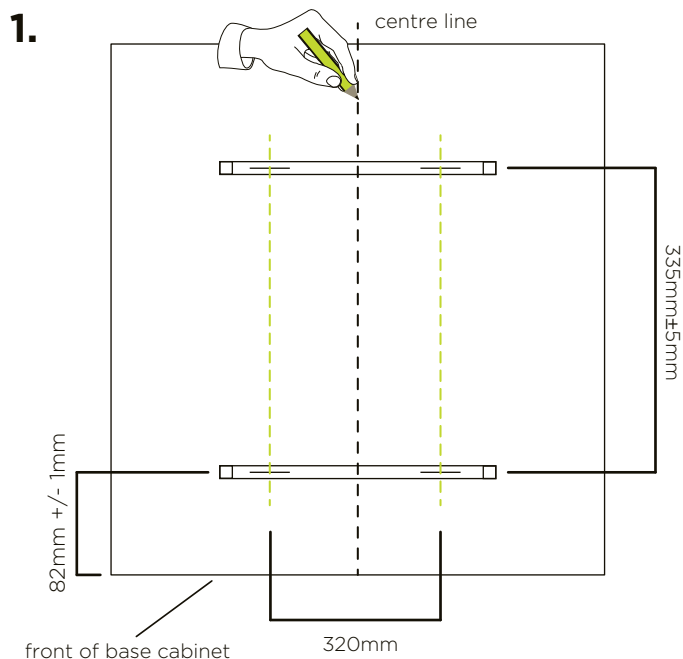 1.
centre line
335mm±5mm
82mm +/- 1mm
320mm
front of base cabinet